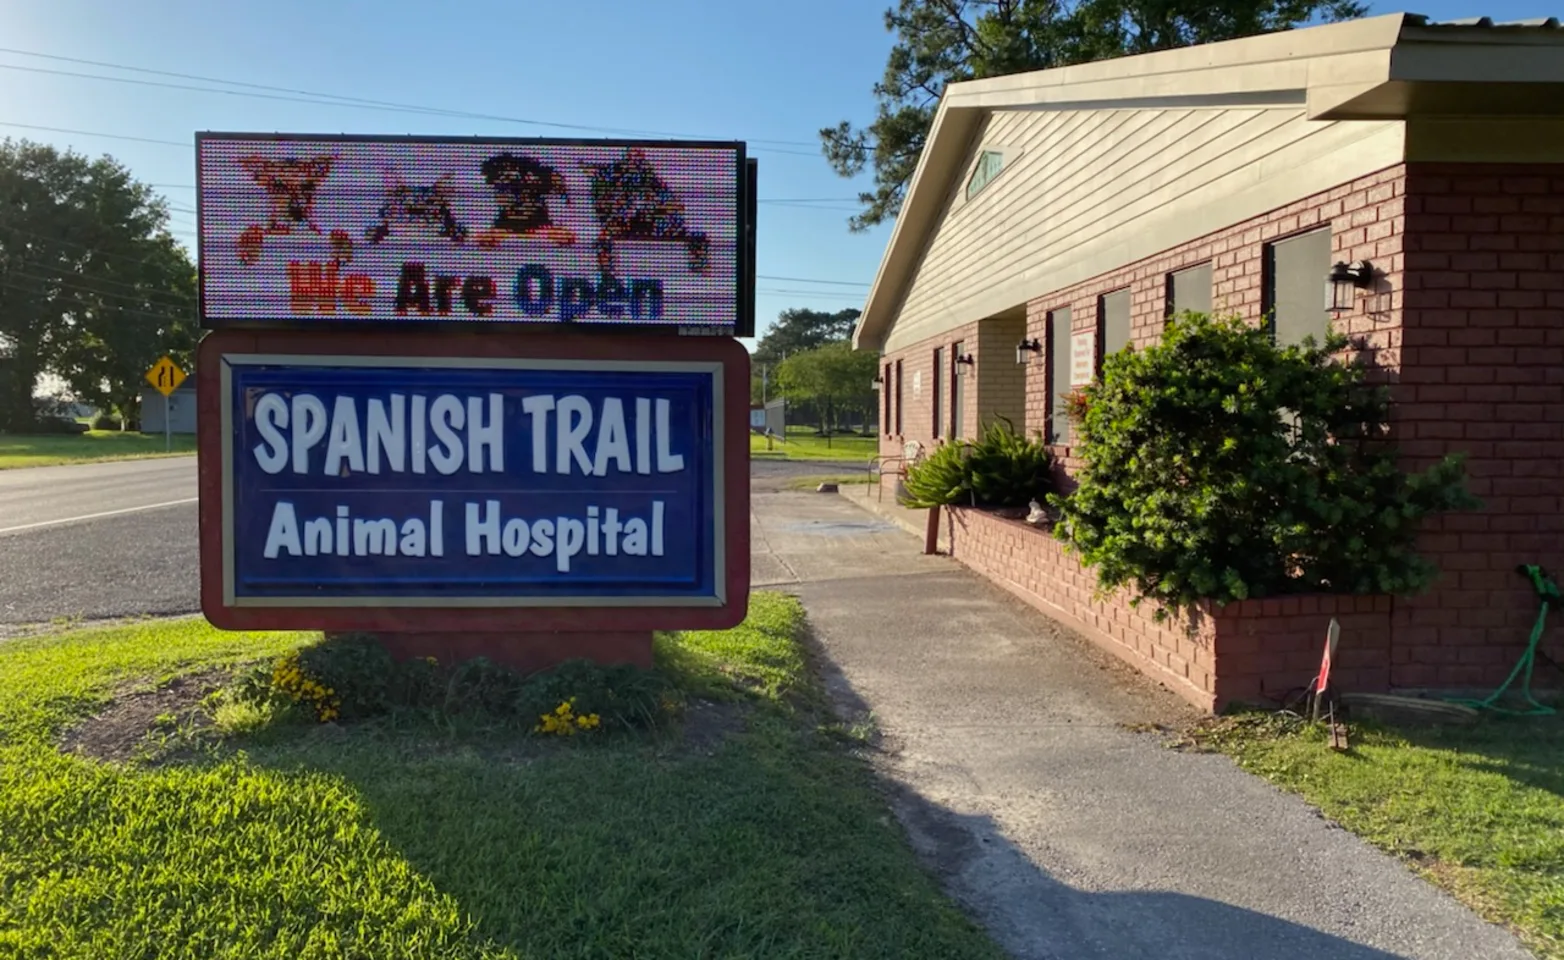 We Are Open
SPANISH TRAIL
Animal Hospital